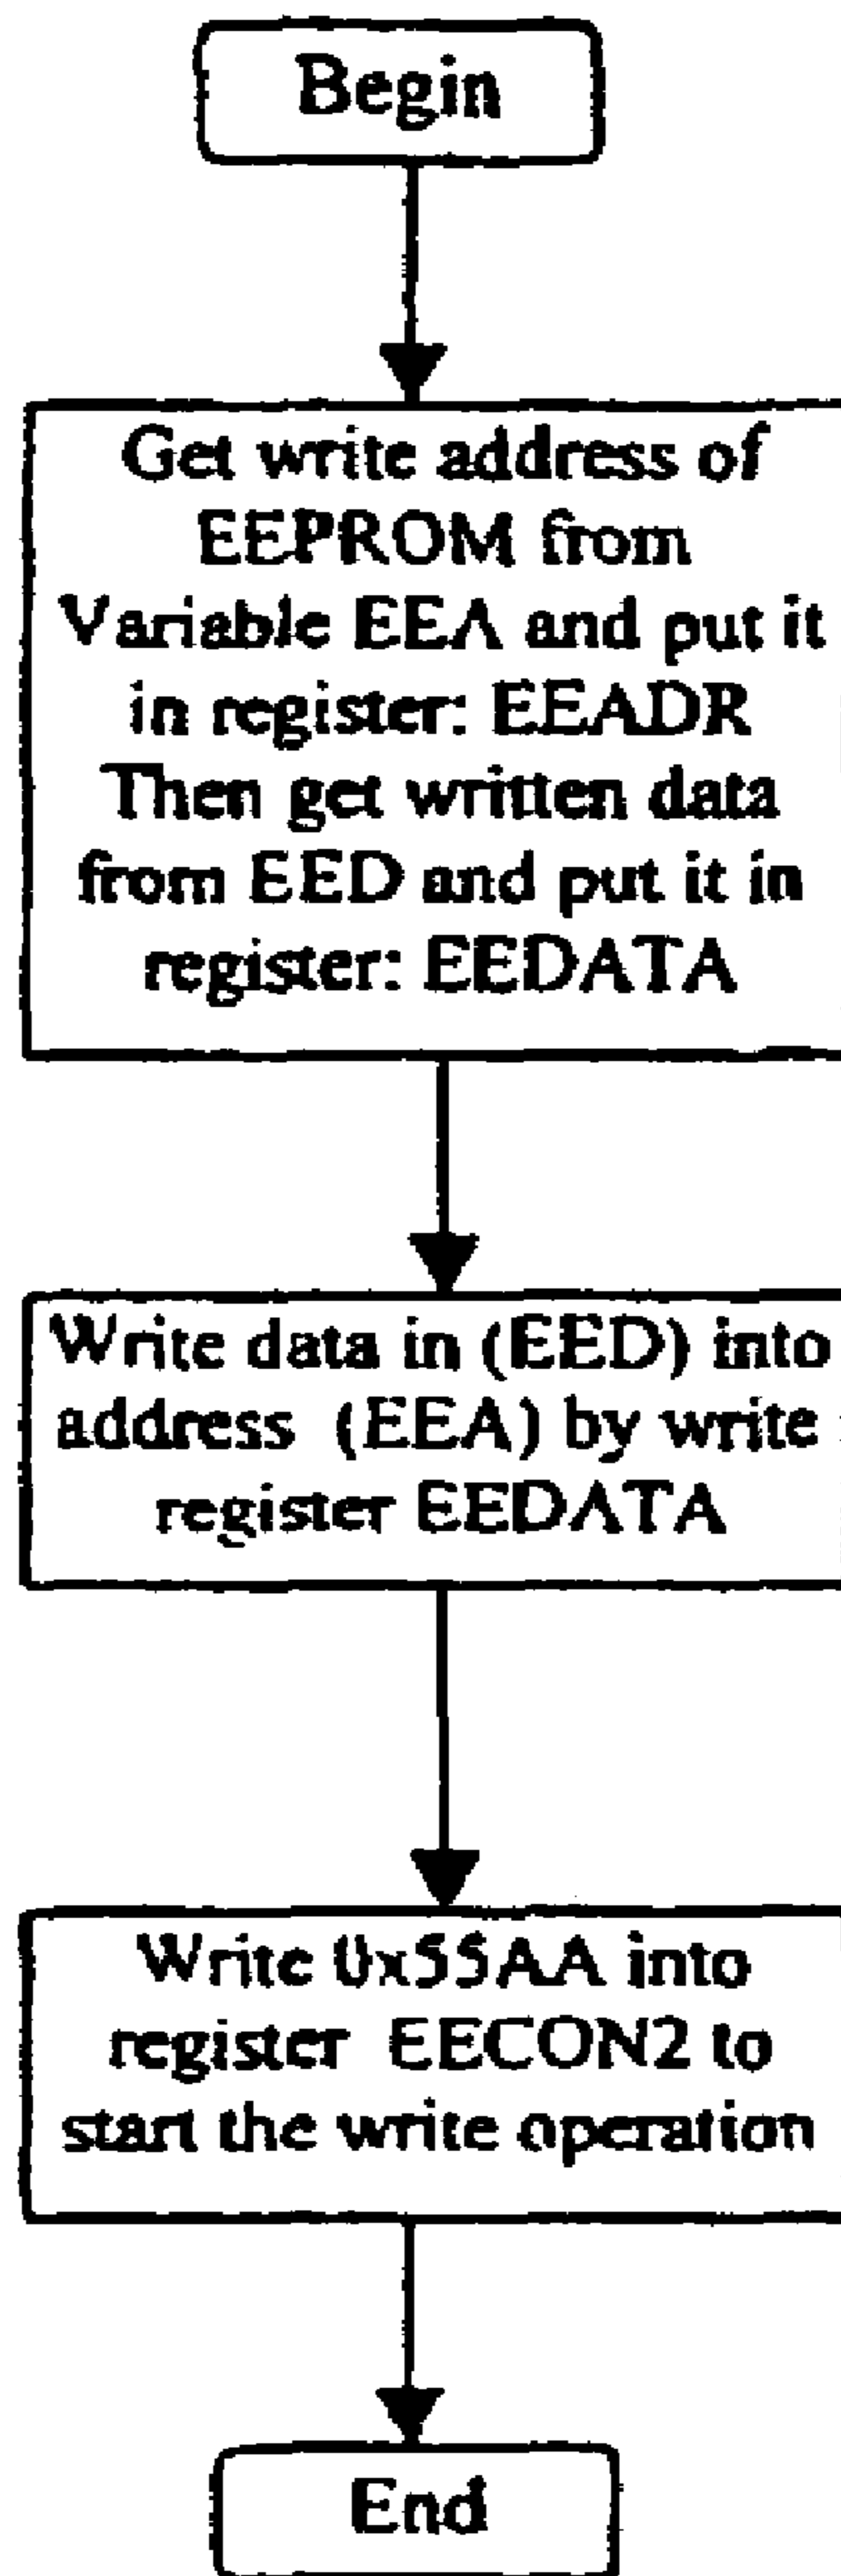 Begin
Get write address of
EEPROM from
Variable EEA and put it
in register: EEADR
Then get written data
from EED and put it in
register: EEDATA
Write data in (EED) into
address (EEA) by write
register EEDATA
Write 0x55AA into
register EECON2 to
start the write operation
End